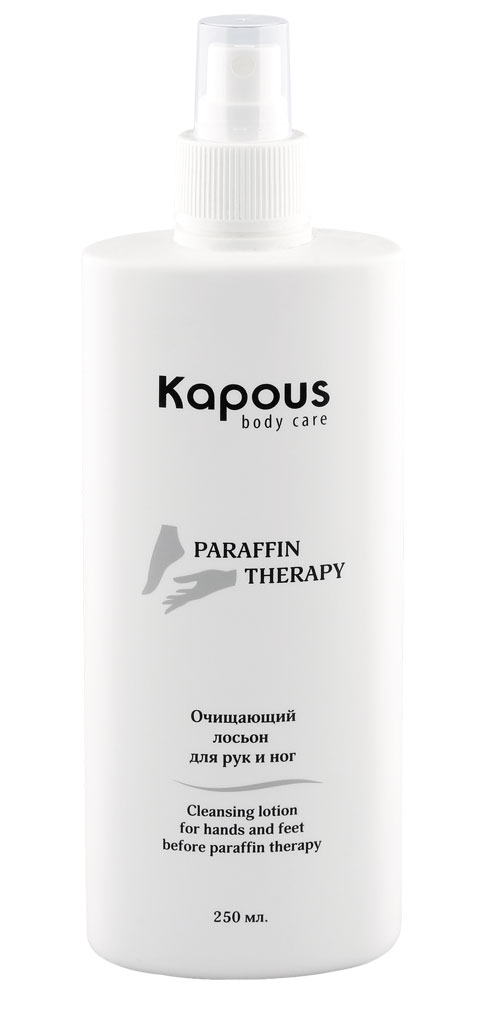 Kapous
body care
PARAFFIN
THERAPY
Очищающий
лосьон
для рук и ног
Cleansing lotion
for hands and feet
before paraffin therapy
250 мл.